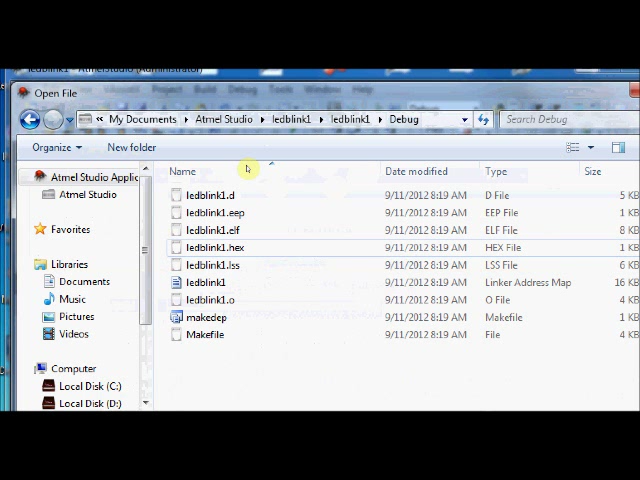 ledblink1 - AtmelStudio (Administrator)
Open File
Project Build Debug Tools Window Help
« My Documents Atmel Studio ledblink1 ledblink1 Debug Search Debug
Organize New folder
Name Date modified Type Size
Atmel Studio Applic
Atmel Studio
Favorites
Libraries
Documents
Music
Pictures
Videos
Computer
Local Disk (C:)
Local Disk (D:)
ledblink1.d 9/11/2012 8:19 AM D File 5 KB
ledblink1.eep 9/11/2012 8:19 AM EEP File 1 KB
ledblink1.elf 9/11/2012 8:19 AM ELF File 8 KB
ledblink1.hex 9/11/2012 8:19 AM HEX File 1 KB
ledblink1.lss 9/11/2012 8:19 AM LSS File 6 KB
ledblink1 9/11/2012 8:19 AM Linker Address Map 16 KB
ledblink1.o 9/11/2012 8:19 AM O File 4 KB
makedep 9/11/2012 8:19 AM Makefile 1 KB
Makefile 9/11/2012 8:19 AM File 4 KB